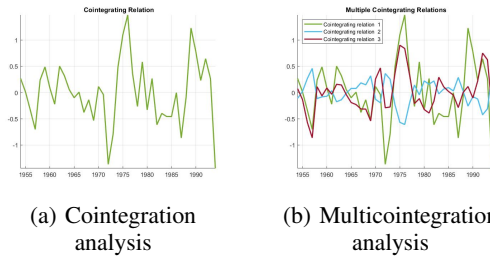 Cointegrating Relation
1
0.5
0
-0.5
-1
1955 1960 1965 1970 1975 1980 1985 1990
(a) Cointegration
analysis
Multiple Cointegrating Relations
Cointegrating relation 1
Cointegrating relation 2
Cointegrating relation 3
1
0.5
0
-0.5
-1
1955 1960 1965 1970 1975 1980 1985 1990
(b) Multicointegration
analysis